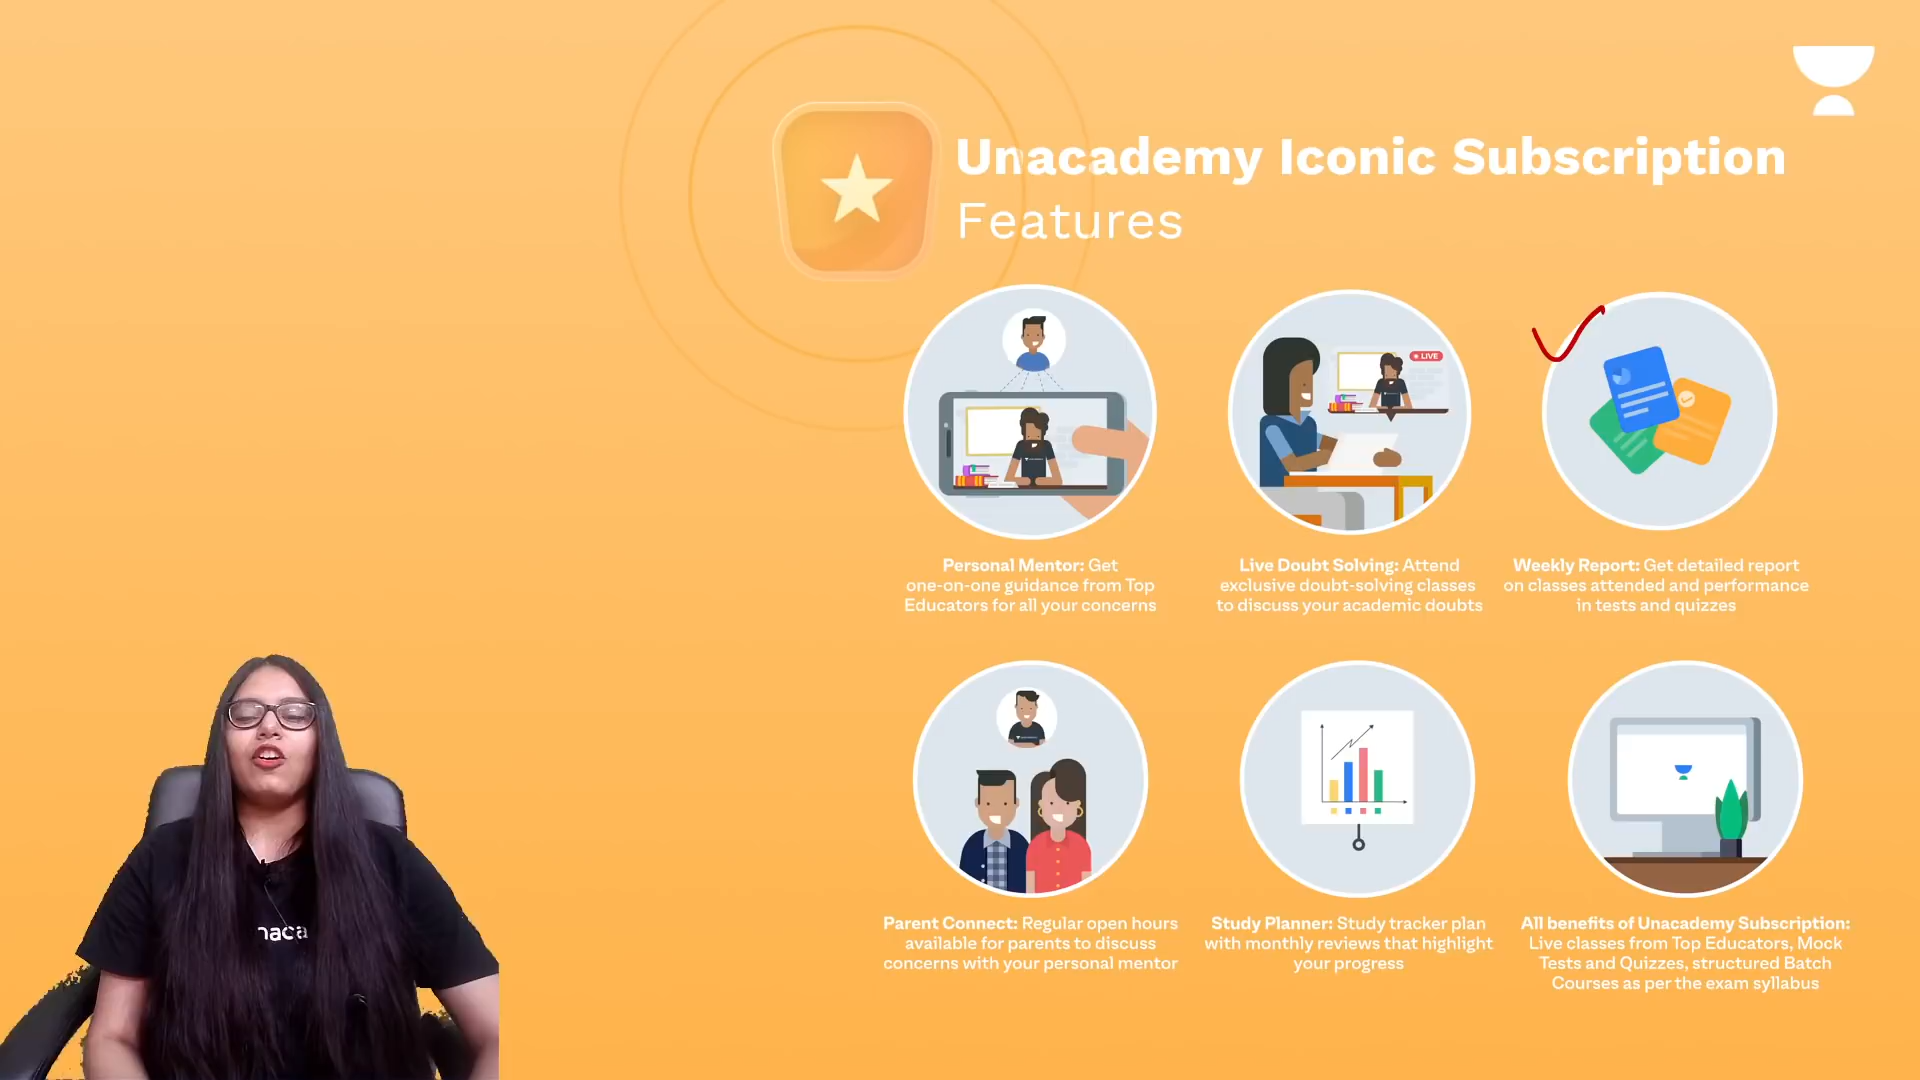 Unacademy Iconic Subscription
Features
LIVE
Personal Mentor: Get
one-on-one guidance from Top
Educators for all your concerns
Live Doubt Solving: Attend
exclusive doubt-solving classes
to discuss your academic doubts
Weekly Report: Get detailed report
on classes attended and performance
in tests and quizzes
Parent Connect: Regular open hours
available for parents to discuss
concerns with your personal mentor
Study Planner: Study tracker plan
with monthly reviews that highlight
your progress
All benefits of Unacademy Subscription:
Live classes from Top Educators, Mock
Tests and Quizzes, structured Batch
Courses as per the exam syllabus